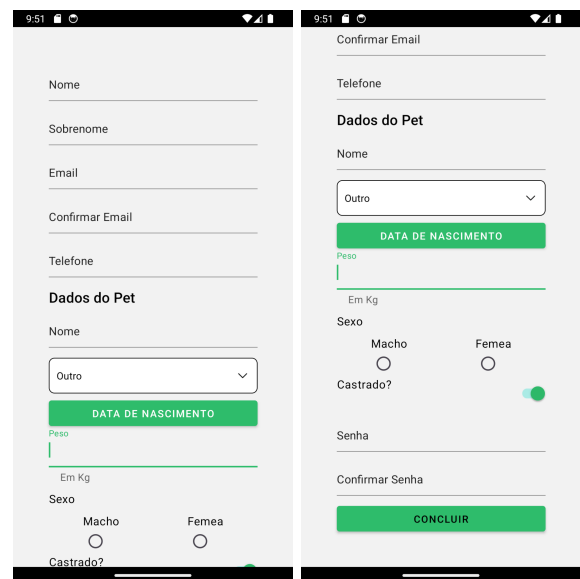 9:51
Nome
Sobrenome
Email
Confirmar Email
Telefone
Dados do Pet
Nome
Outro
DATA DE NASCIMENTO
Peso
Em Kg
Sexo
Macho Femea
Castrado?
9:51
Confirmar Email
Telefone
Dados do Pet
Nome
Outro
DATA DE NASCIMENTO
Peso
Em Kg
Sexo
Macho Femea
Castrado?
Senha
Confirmar Senha
CONCLUIR